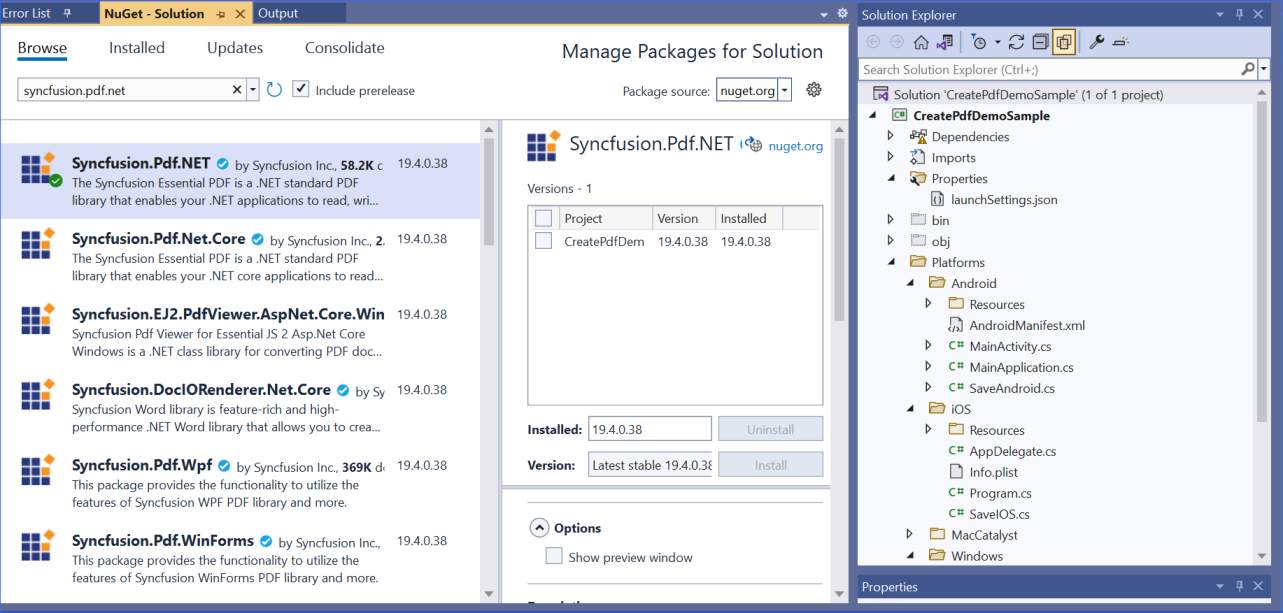 Error List
NuGet - Solution
Output
Browse
Installed
Updates
Consolidate
Manage Packages for Solution
syncfusion.pdf.net
Include prerelease
Package source: nuget.org
Syncfusion.Pdf.NET by Syncfusion Inc., 58.2K 19.4.0.38
The Syncfusion Essential PDF is a .NET standard PDF
library that enables your .NET applications to read, wri...
Syncfusion.Pdf.Net.Core by Syncfusion Inc., 2. 19.4.0.38
The Syncfusion Essential PDF is a .NET standard PDF
library that enables your .NET core applications to read...
Syncfusion.EJ2.PdfViewer.AspNet.Core.Win 19.4.0.38
Syncfusion Pdf Viewer for Essential JS 2 Asp.Net Core
Windows is a .NET class library for converting PDF doc...
Syncfusion.DocIORenderer.Net.Core by Sy 19.4.0.38
Syncfusion Word library is feature-rich and high-
performance .NET Word library that allows you to crea...
Syncfusion.Pdf.Wpf by Syncfusion Inc., 369K 19.4.0.38
This package provides the functionality to utilize the
features of Syncfusion WPF PDF library and more.
Syncfusion.Pdf.WinForms by Syncfusion Inc., 19.4.0.38
This package provides the functionality to utilize the
features of Syncfusion WinForms PDF library and more.
Syncfusion.Pdf.NET
nuget.org
Versions - 1
Project Version Installed
CreatePdfDem 19.4.0.38 19.4.0.38
Installed: 19.4.0.38 Uninstall
Version: Latest stable 19.4.0.38 Install
Options
Show preview window
Solution Explorer
Search Solution Explorer (Ctrl+;)
Solution 'CreatePdfDemoSample' (1 of 1 project)
CreatePdfDemoSample
Dependencies
Imports
Properties
launchSettings.json
bin
obj
Platforms
Android
Resources
AndroidManifest.xml
C# MainActivity.cs
C# MainApplication.cs
C# SaveAndroid.cs
iOS
Resources
C# AppDelegate.cs
Info.plist
C# Program.cs
C# SaveIOS.cs
MacCatalyst
Windows
Properties